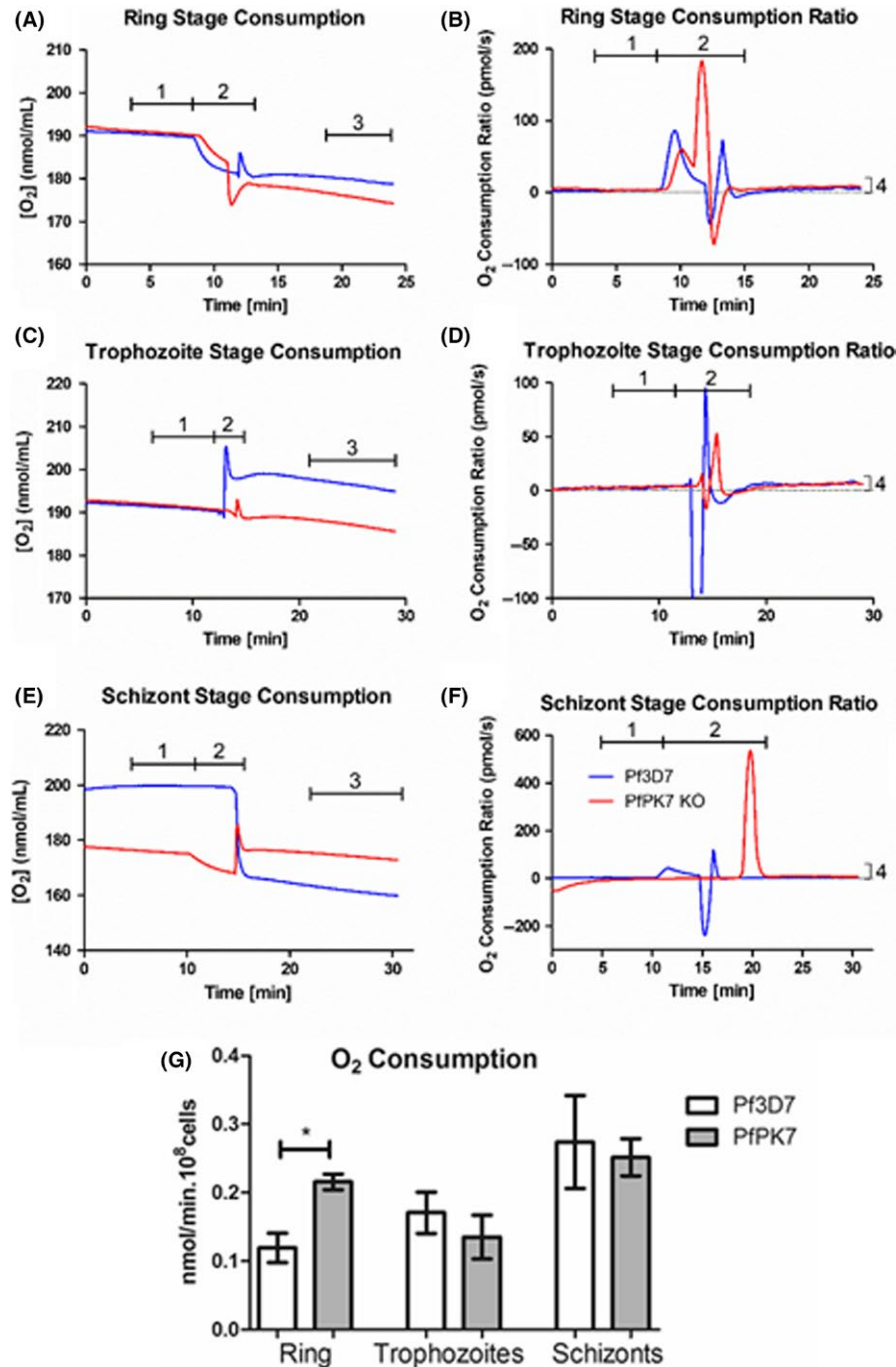 (A)
Ring Stage Consumption
1
2
3
[O₂] (nmol/mL)
210
200
190
180
170
160
0
5
10
15
20
25
Time [min]
(B)
Ring Stage Consumption Ratio
1
2
4
O₂ Consumption Ratio (pmol/s)
200
100
0
–100
0
5
10
15
20
25
Time [min]
(C)
Trophozoite Stage Consumption
1
2
3
[O₂] (nmol/mL)
220
210
200
190
180
170
0
10
20
30
Time [min]
(D)
Trophozoite Stage Consumption Ratio
1
2
4
O₂ Consumption Ratio (pmol/s)
100
50
0
–50
–100
0
10
20
30
Time [min]
(E)
Schizont Stage Consumption
1
2
3
[O₂] (nmol/mL)
220
200
180
160
140
0
10
20
30
Time [min]
(F)
Schizont Stage Consumption Ratio
1
2
4
Pf3D7
PfPK7 KO
O₂ Consumption Ratio (pmol/s)
600
400
200
0
–200
0
5
10
15
20
25
30
Time [min]
(G)
O₂ Consumption
nmol/min.10⁸cells
0.4
0.3
0.2
0.1
0.0
*
Pf3D7
PfPK7
Ring
Trophozoites
Schizonts